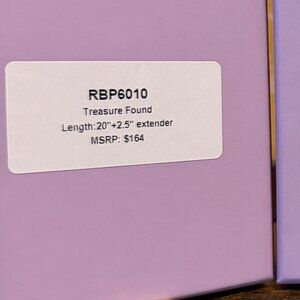 RBP6010
Treasure Found
Length:20"+2.5" extender
MSRP: $164